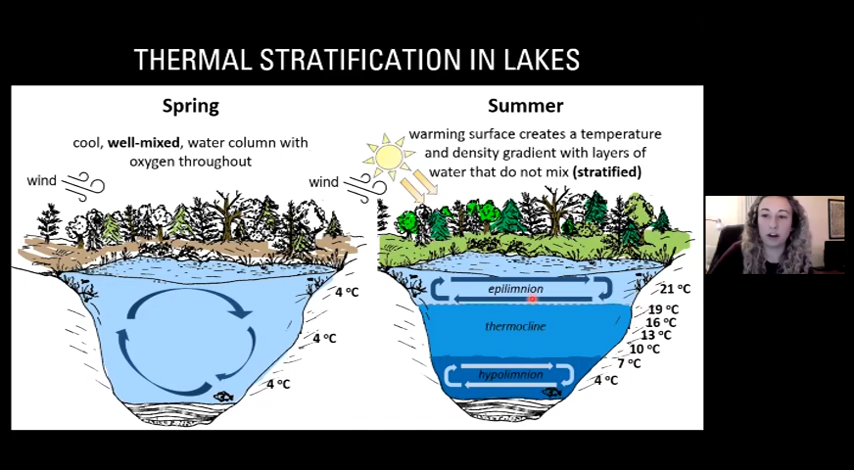 THERMAL STRATIFICATION IN LAKES
Spring
cool, well-mixed, water column with
oxygen throughout
wind
4 °C
4 °C
4 °C
Summer
warming surface creates a temperature
and density gradient with layers of
water that do not mix (stratified)
wind
epilimnion
thermocline
hypolimnion
21 °C
19 °C
16 °C
13 °C
10 °C
7 °C
4 °C